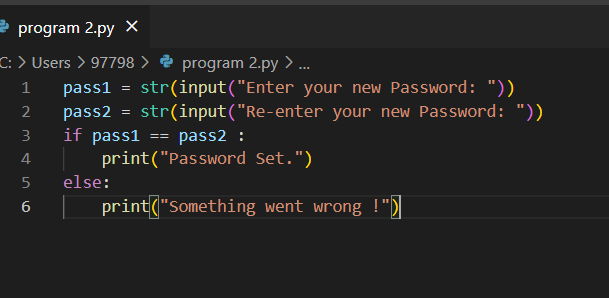 program 2.py
C: > Users > 97798 > program 2.py > ...
1 pass1 = str(input("Enter your new Password: "))
2 pass2 = str(input("Re-enter your new Password: "))
3 if pass1 == pass2 :
4     print("Password Set.")
5 else:
6     print("Something went wrong !")